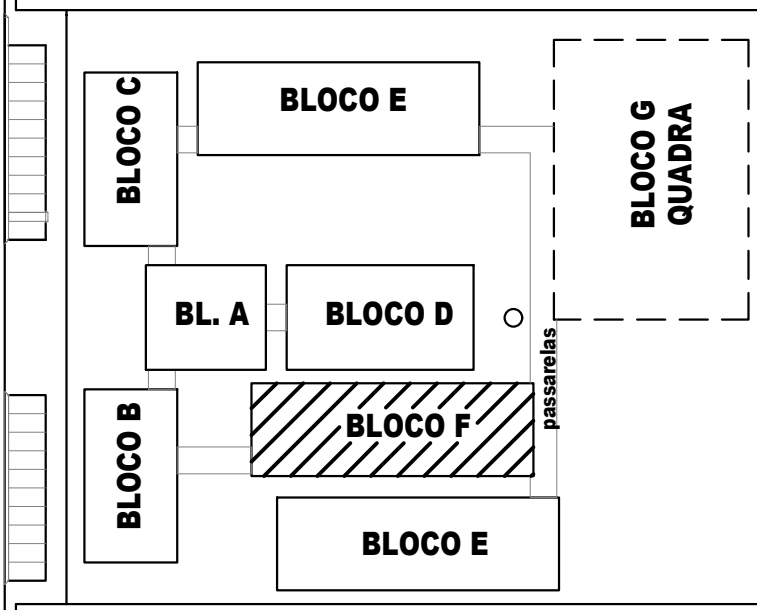 BLOCO C
BLOCO E
BLOCO G
QUADRA
BL. A
BLOCO D
passarelas
BLOCO B
BLOCO F
BLOCO E